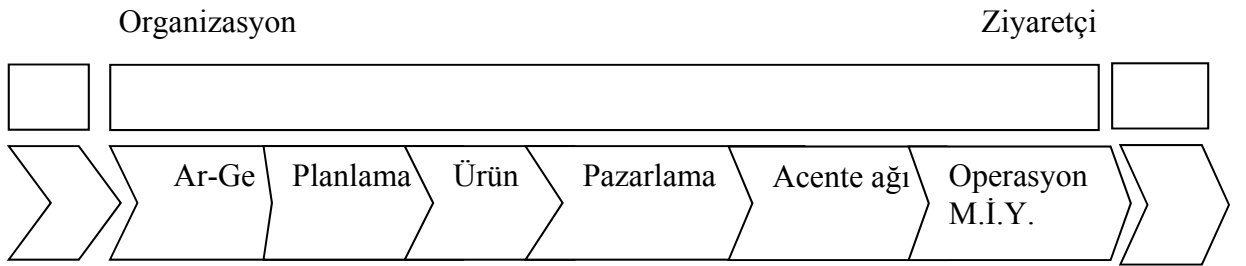 Organizasyon Ziyaretçi
Ar-Ge Planlama Ürün Pazarlama Acente ağı Operasyon
M.İ.Y.